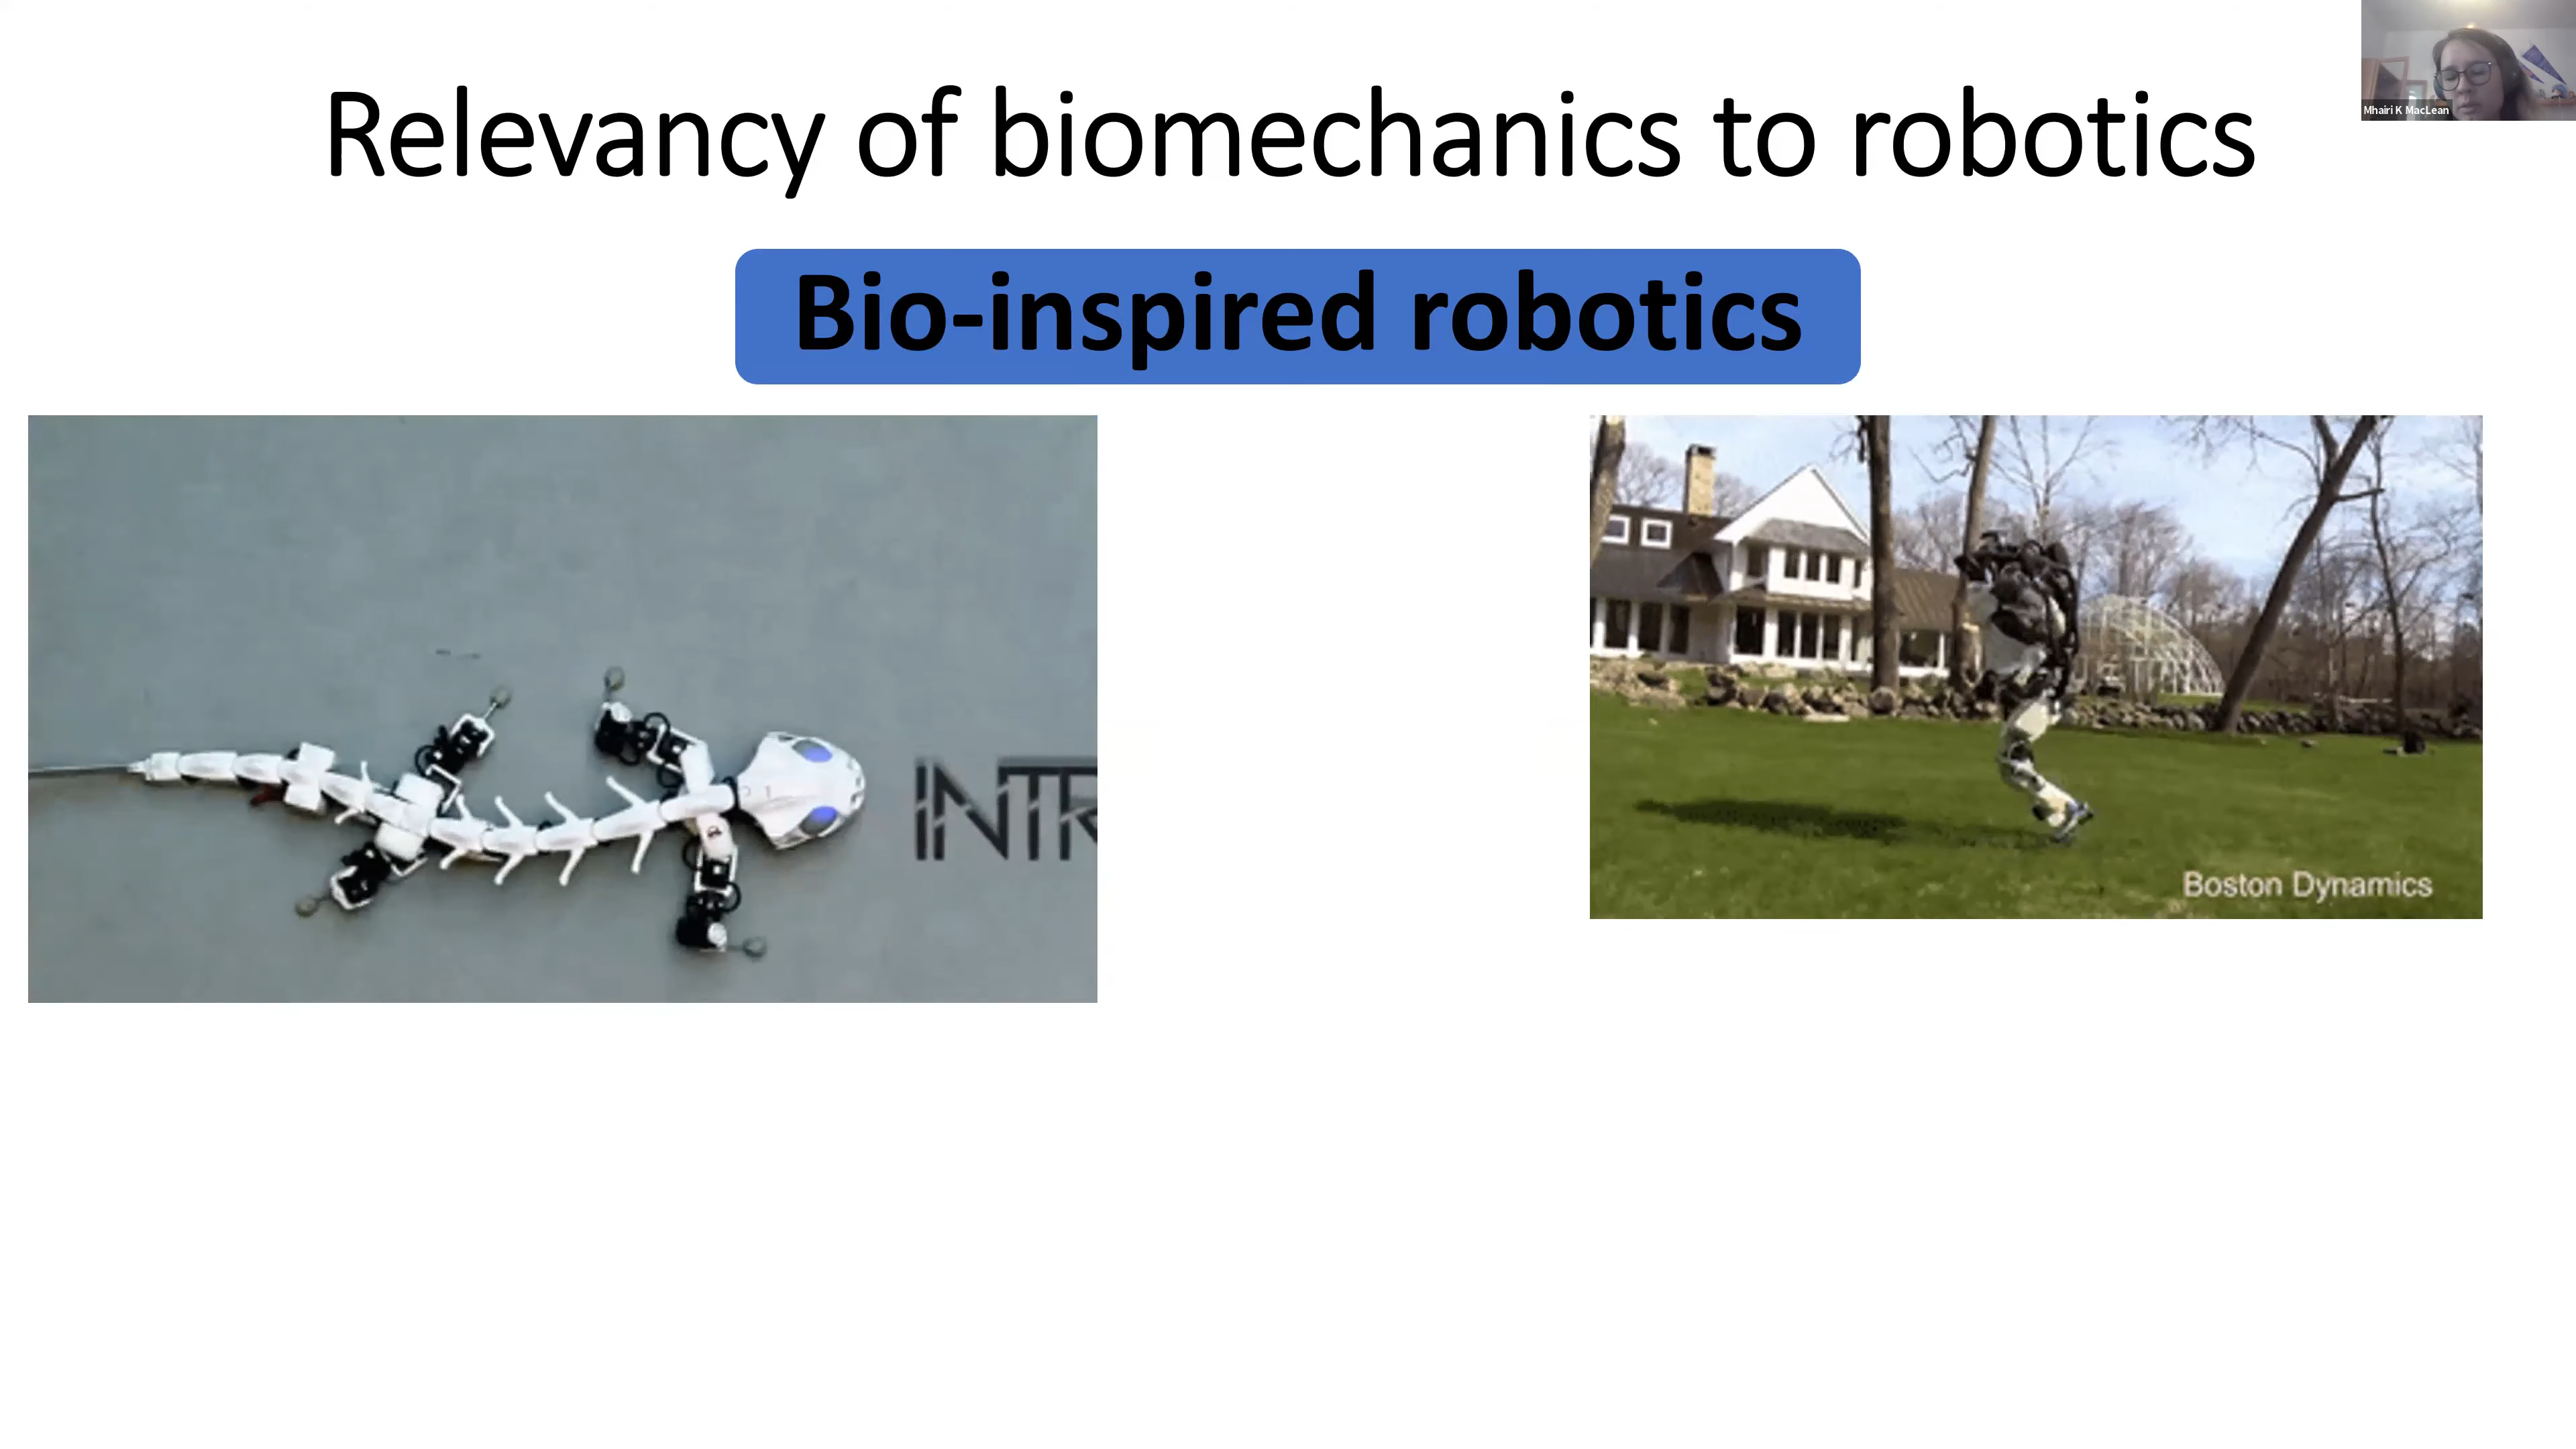 Relevancy of biomechanics to robotics
Mhairi K MacLean
Bio-inspired robotics
INTR
Boston Dynamics